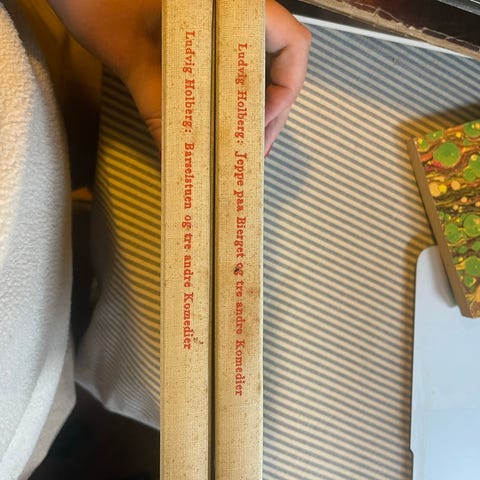 Ludvig Holberg: Barselstuen og tre andre Komedier
Ludvig Holberg: Jeppe paa Bierget og tre andre Komedier